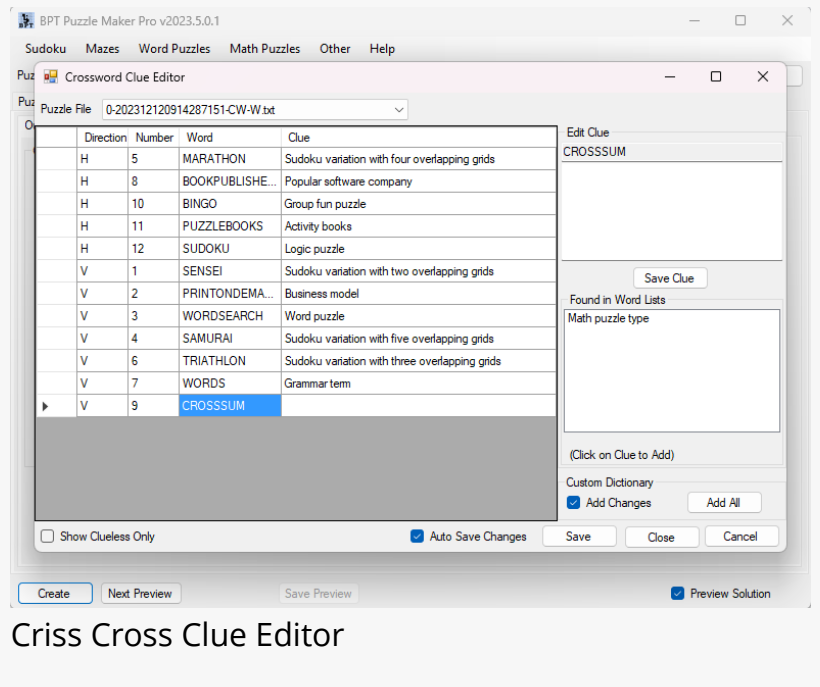 BPT Puzzle Maker Pro v2023.5.0.1
Sudoku Mazes Word Puzzles Math Puzzles Other Help
Puz
Crossword Clue Editor
Puz
Puzzle File 0-202312120914287151-CW-W.txt
O
Direction Number Word Clue
H 5 MARATHON Sudoku variation with four overlapping grids
H 8 BOOKPUBLISHE... Popular software company
H 10 BINGO Group fun puzzle
H 11 PUZZLEBOOKS Activity books
H 12 SUDOKU Logic puzzle
V 1 SENSEI Sudoku variation with two overlapping grids
V 2 PRINTONDEMA... Business model
V 3 WORDSEARCH Word puzzle
V 4 SAMURAI Sudoku variation with five overlapping grids
V 6 TRIATHLON Sudoku variation with three overlapping grids
V 7 WORDS Grammar term
V 9 CROSSSUM
Edit Clue
CROSSSUM
Save Clue
Found in Word Lists
Math puzzle type
(Click on Clue to Add)
Custom Dictionary
Add Changes Add All
Show Clueless Only Auto Save Changes Save Close Cancel
Create Next Preview Save Preview Preview Solution
Criss Cross Clue Editor